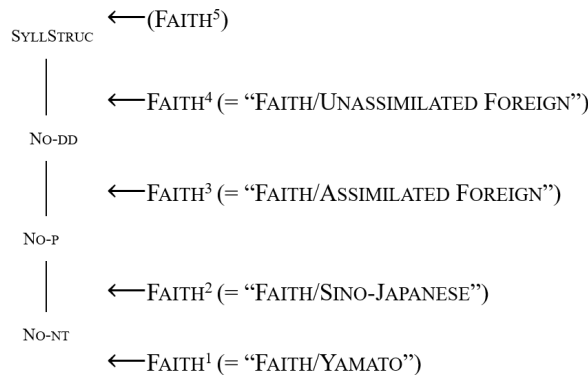 (FAITH⁵)
SYLLSTRUC
FAITH⁴ (= “FAITH/UNASSIMILATED FOREIGN”)
NO-DD
FAITH³ (= “FAITH/ASSIMILATED FOREIGN”)
NO-P
FAITH² (= “FAITH/SINO-JAPANESE”)
NO-NT
FAITH¹ (= “FAITH/YAMATO”)